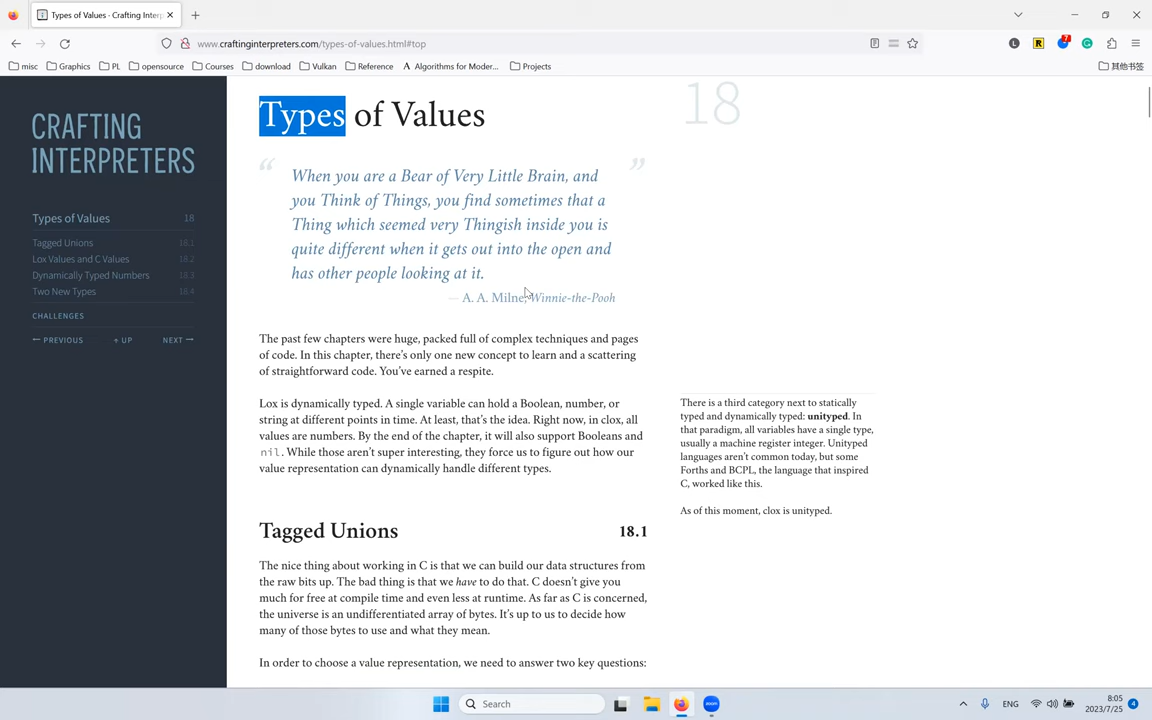 Types of Values - Crafting Interp
www.craftinginterpreters.com/types-of-values.html#top
L
R
7
misc
Graphics
PL
opensource
Courses
download
Vulkan
Reference
Algorithms for Moder...
Projects
其他书签
CRAFTING
INTERPRETERS
Types of Values 18
Tagged Unions 18.1
Lox Values and C Values 18.2
Dynamically Typed Numbers 18.3
Two New Types 18.4
CHALLENGES
← PREVIOUS ↑ UP NEXT →
Types of Values
18
“ When you are a Bear of Very Little Brain, and ”
you Think of Things, you find sometimes that a
Thing which seemed very Thingish inside you is
quite different when it gets out into the open and
has other people looking at it.
— A. A. Milne, Winnie-the-Pooh
The past few chapters were huge, packed full of complex techniques and pages
of code. In this chapter, there’s only one new concept to learn and a scattering
of straightforward code. You’ve earned a respite.
Lox is dynamically typed. A single variable can hold a Boolean, number, or
string at different points in time. At least, that’s the idea. Right now, in clox, all
values are numbers. By the end of the chapter, it will also support Booleans and
nil. While those aren’t super interesting, they force us to figure out how our
value representation can dynamically handle different types.
There is a third category next to statically
typed and dynamically typed: unityped. In
that paradigm, all variables have a single type,
usually a machine register integer. Unityped
languages aren’t common today, but some
Forths and BCPL, the language that inspired
C, worked like this.
As of this moment, clox is unityped.
Tagged Unions 18.1
The nice thing about working in C is that we can build our data structures from
the raw bits up. The bad thing is that we have to do that. C doesn’t give you
much for free at compile time and even less at runtime. As far as C is concerned,
the universe is an undifferentiated array of bytes. It’s up to us to decide how
many of those bytes to use and what they mean.
In order to choose a value representation, we need to answer two key questions:
Search
zoom
ENG
8:05
2023/7/25
4